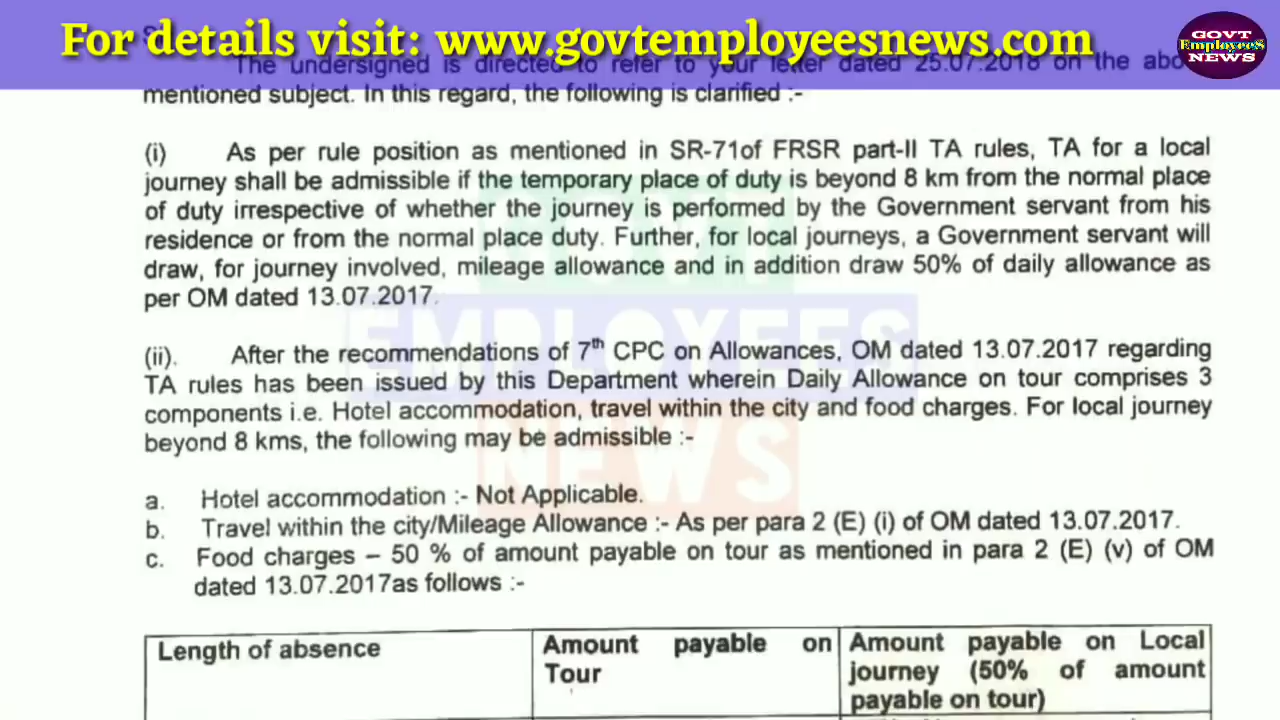 For details visit: www.govtemployeesnews.com
GOVT
EmployeeS
NEWS
The undersigned is directed to refer to your letter dated 25.07.2018 on the above
mentioned subject. In this regard, the following is clarified :-
(i) As per rule position as mentioned in SR-71of FRSR part-II TA rules, TA for a local
journey shall be admissible if the temporary place of duty is beyond 8 km from the normal place
of duty irrespective of whether the journey is performed by the Government servant from his
residence or from the normal place duty. Further, for local journeys, a Government servant will
draw, for journey involved, mileage allowance and in addition draw 50% of daily allowance as
per OM dated 13.07.2017.
(ii). After the recommendations of 7th CPC on Allowances, OM dated 13.07.2017 regarding
TA rules has been issued by this Department wherein Daily Allowance on tour comprises 3
components i.e. Hotel accommodation, travel within the city and food charges. For local journey
beyond 8 kms, the following may be admissible :-
a. Hotel accommodation :- Not Applicable.
b. Travel within the city/Mileage Allowance :- As per para 2 (E) (i) of OM dated 13.07.2017.
c. Food charges – 50 % of amount payable on tour as mentioned in para 2 (E) (v) of OM
dated 13.07.2017as follows :-
Length of absence
Amount payable on
Tour
Amount payable on Local
journey (50% of amount
payable on tour)
GOVT
EMPLOYEES
NEWS